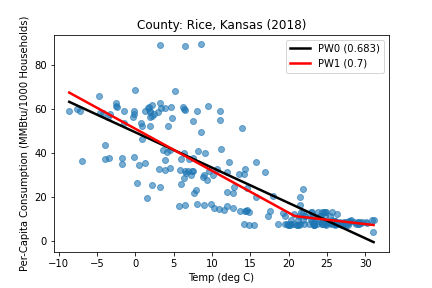 County: Rice, Kansas (2018)
Per-Capita Consumption (MMBtu/1000 Households)
80
60
40
20
0
PW0 (0.683)
PW1 (0.7)
−10 −5 0 5 10 15 20 25 30
Temp (deg C)